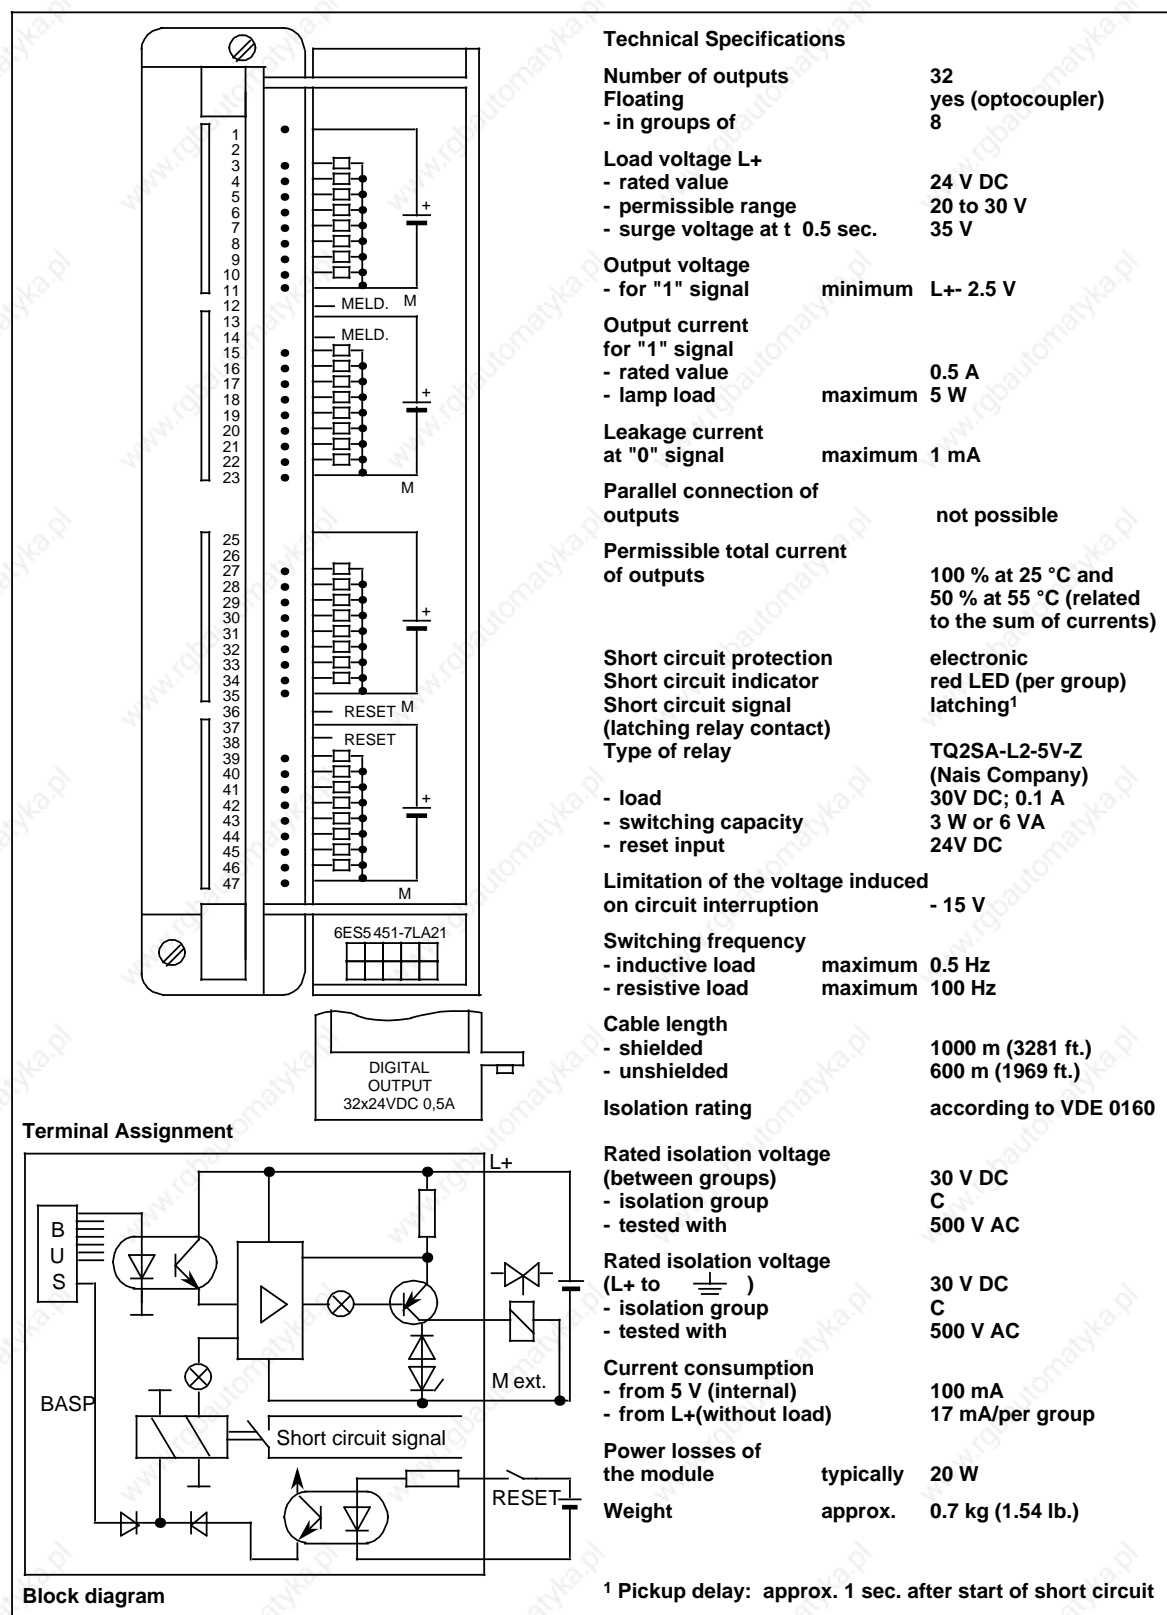 1
2
3
4
5
6
7
8
9
10
11
12
13
14
15
16
17
18
19
20
21
22
23
25
26
27
28
29
30
31
32
33
34
35
36
37
38
39
40
41
42
43
44
45
46
47
+
M
MELD.
MELD.
+
M
+
M
RESET
RESET
+
M
6ES5 451-7LA21
DIGITAL
OUTPUT
32x24VDC 0,5A
Terminal Assignment
L+
B
U
S
M ext.
BASP
Short circuit signal
RESET
Block diagram
Technical Specifications
Number of outputs 32
Floating yes (optocoupler)
- in groups of 8
Load voltage L+
- rated value 24 V DC
- permissible range 20 to 30 V
- surge voltage at t 0.5 sec. 35 V
Output voltage
- for "1" signal minimum L+- 2.5 V
Output current
for "1" signal
- rated value 0.5 A
- lamp load maximum 5 W
Leakage current
at "0" signal maximum 1 mA
Parallel connection of
outputs not possible
Permissible total current
of outputs 100 % at 25 °C and
50 % at 55 °C (related
to the sum of currents)
Short circuit protection electronic
Short circuit indicator red LED (per group)
Short circuit signal latching1
(latching relay contact)
Type of relay TQ2SA-L2-5V-Z
(Nais Company)
- load 30V DC; 0.1 A
- switching capacity 3 W or 6 VA
- reset input 24V DC
Limitation of the voltage induced
on circuit interruption - 15 V
Switching frequency
- inductive load maximum 0.5 Hz
- resistive load maximum 100 Hz
Cable length
- shielded 1000 m (3281 ft.)
- unshielded 600 m (1969 ft.)
Isolation rating according to VDE 0160
Rated isolation voltage
(between groups) 30 V DC
- isolation group C
- tested with 500 V AC
Rated isolation voltage
(L+ to ) 30 V DC
- isolation group C
- tested with 500 V AC
Current consumption
- from 5 V (internal) 100 mA
- from L+(without load) 17 mA/per group
Power losses of
the module typically 20 W
Weight approx. 0.7 kg (1.54 lb.)
1 Pickup delay: approx. 1 sec. after start of short circuit
www.rgbautomatyka.pl